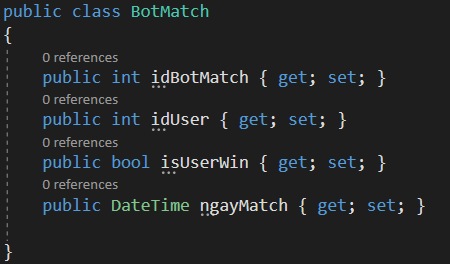 public class BotMatch
{
0 references
public int idBotMatch { get; set; }
0 references
public int idUser { get; set; }
0 references
public bool isUserWin { get; set; }
0 references
public DateTime ngayMatch { get; set; }
}